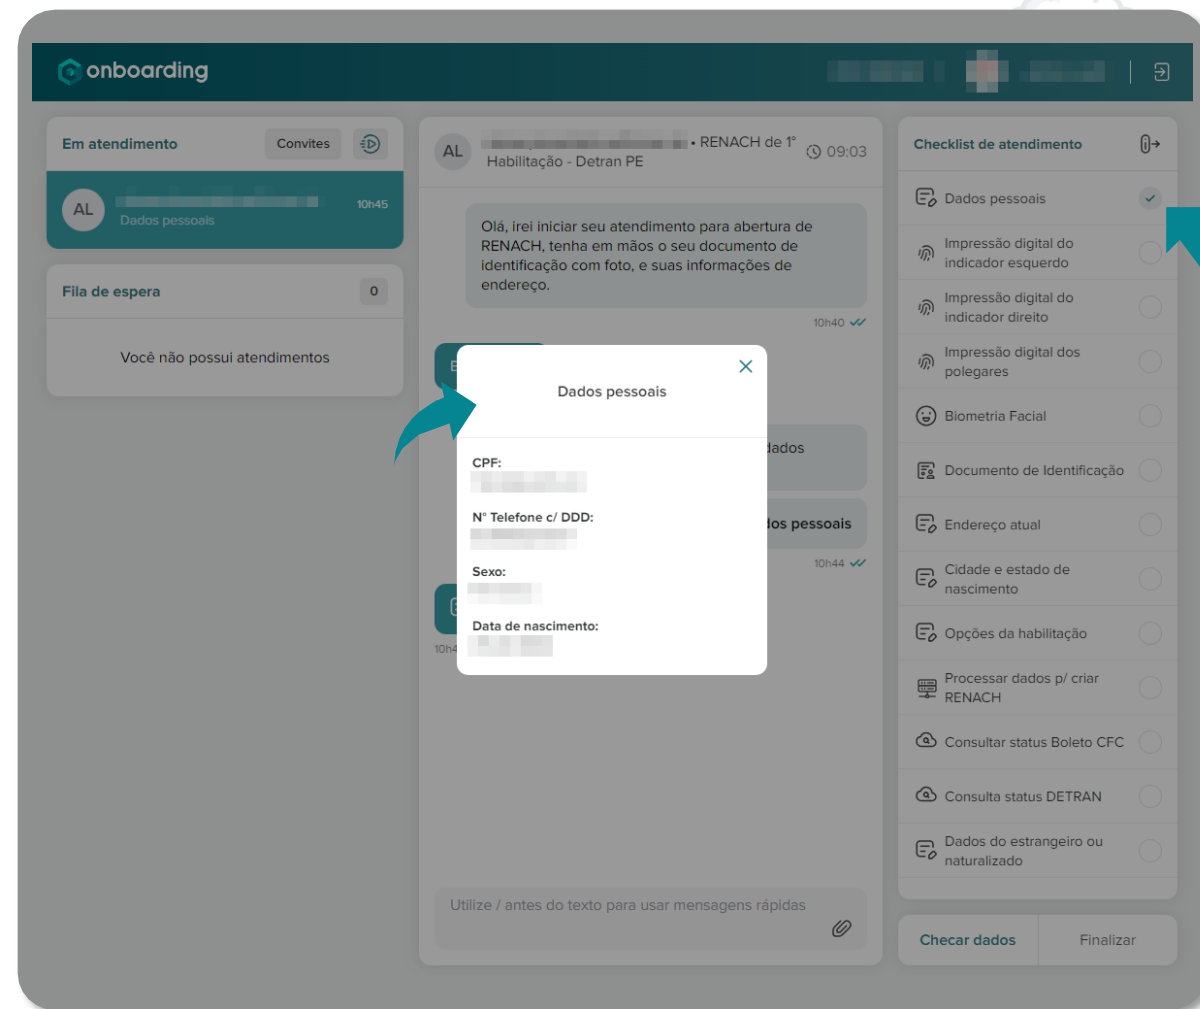 onboarding
Em atendimento
Convites
AL
10h45
Dados pessoais
Fila de espera
0
Você não possui atendimentos
AL
• RENACH de 1°
Habilitação - Detran PE
09:03
Olá, irei iniciar seu atendimento para abertura de
RENACH, tenha em mãos o seu documento de
identificação com foto, e suas informações de
endereço.
10h40
dados
dos pessoais
10h44
Dados pessoais
CPF:
N° Telefone c/ DDD:
Sexo:
Data de nascimento:
Utilize / antes do texto para usar mensagens rápidas
Checklist de atendimento
Dados pessoais
Impressão digital do
indicador esquerdo
Impressão digital do
indicador direito
Impressão digital dos
polegares
Biometria Facial
Documento de Identificação
Endereço atual
Cidade e estado de
nascimento
Opções da habilitação
Processar dados p/ criar
RENACH
Consultar status Boleto CFC
Consulta status DETRAN
Dados do estrangeiro ou
naturalizado
Checar dados
Finalizar